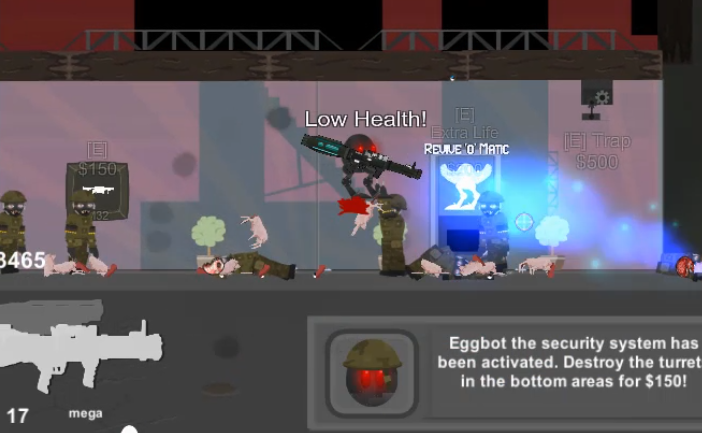 Low Health!
[E]
Extra Life
REVIVE 'O' MATIC
[E]
$150
[E] Trap
$500
132
3465
Eggbot the security system has
been activated. Destroy the turret
in the bottom areas for $150!
17
mega